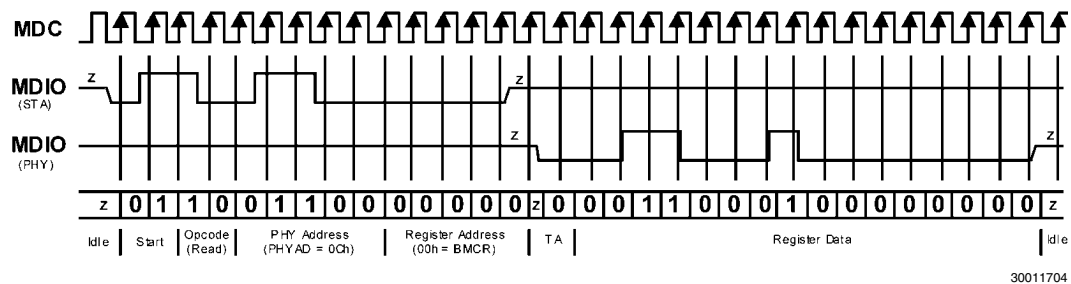 MDC
z
z
MDIO
(STA)
z
z
MDIO
(PHY)
z 0 1 1 0 0 1 1 0 0 0 0 0 0 0 z 0 0 0 1 1 0 0 0 1 0 0 0 0 0 0 0 0 z
Idle Start Opcode (Read) PHY Address (PHYAD = 0Ch) Register Address (00h = BMCR) TA Register Data Idle
30011704